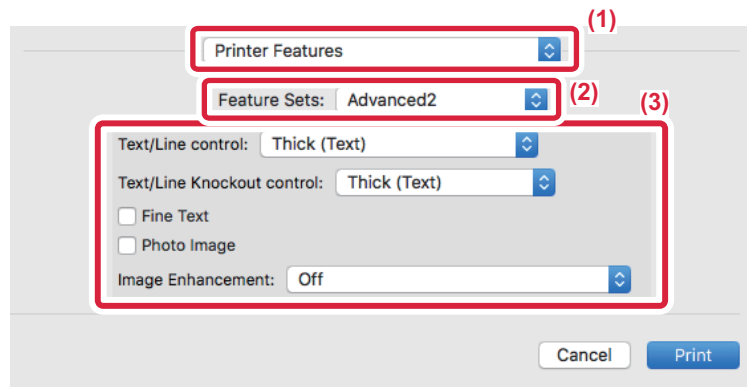 (1)
Printer Features
Feature Sets: Advanced2 (2)
(3)
Text/Line control: Thick (Text)
Text/Line Knockout control: Thick (Text)
Fine Text
Photo Image
Image Enhancement: Off
Cancel Print